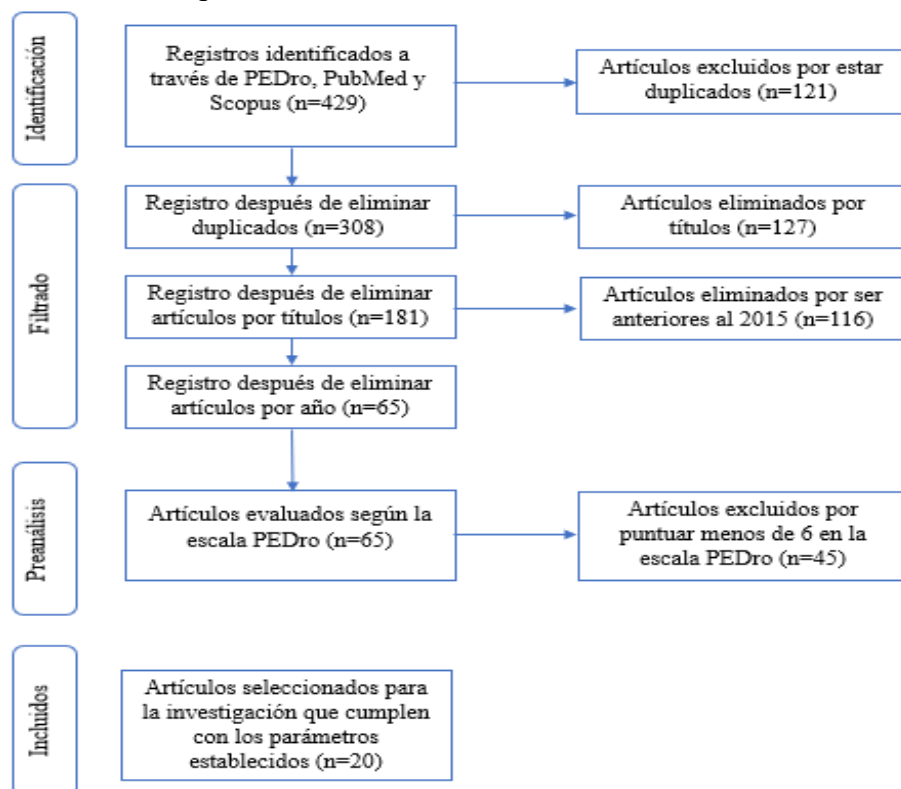 Identificación
Registros identificados a
través de PEDro, PubMed y
Scopus (n=429)
Artículos excluidos por estar
duplicados (n=121)
Filtrado
Registro después de eliminar
duplicados (n=308)
Artículos eliminados por
títulos (n=127)
Registro después de eliminar
artículos por títulos (n=181)
Artículos eliminados por ser
anteriores al 2015 (n=116)
Registro después de eliminar
artículos por año (n=65)
Preanálisis
Artículos evaluados según la
escala PEDro (n=65)
Artículos excluidos por
puntuar menos de 6 en la
escala PEDro (n=45)
Incluidos
Artículos seleccionados para
la investigación que cumplen
con los parámetros
establecidos (n=20)